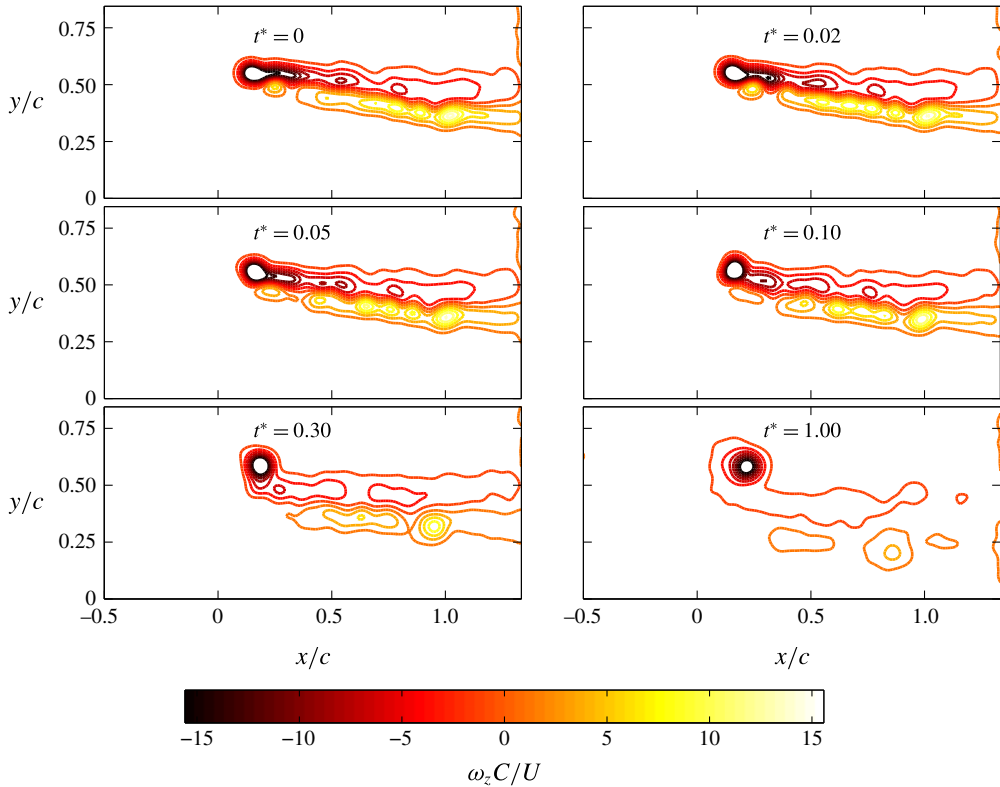 0.75
t* = 0
t* = 0.02
y/c
0.50
0.25
0
0.75
t* = 0.05
t* = 0.10
y/c
0.50
0.25
0
0.75
t* = 0.30
t* = 1.00
y/c
0.50
0.25
0
−0.5 0 0.5 1.0
−0.5 0 0.5 1.0
x/c
x/c
−15 −10 −5 0 5 10 15
ω_z C/U